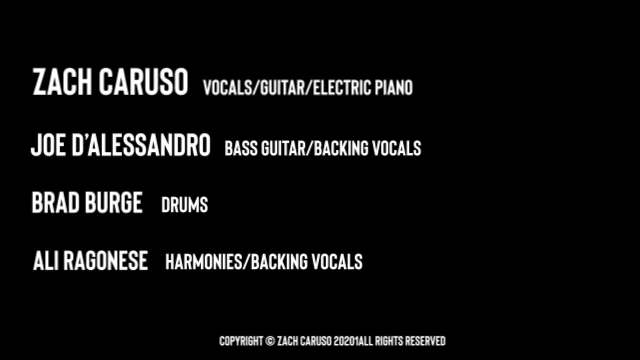 ZACH CARUSO VOCALS/GUITAR/ELECTRIC PIANO
JOE D'ALESSANDRO BASS GUITAR/BACKING VOCALS
BRAD BURGE DRUMS
ALI RAGONESE HARMONIES/BACKING VOCALS
COPYRIGHT © ZACH CARUSO 20201ALL RIGHTS RESERVED